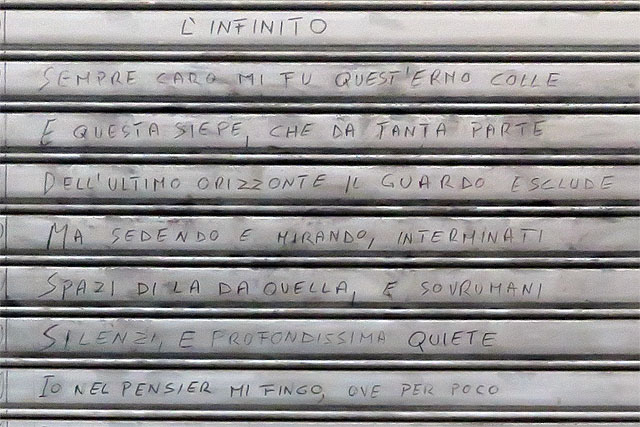 L'INFINITO
SEMPRE CARO MI FU QUEST'ERMO COLLE
E QUESTA SIEPE, CHE DA TANTA PARTE
DELL'ULTIMO ORIZZONTE IL GUARDO ESCLUDE
MA SEDENDO E MIRANDO, INTERMINATI
SPAZI DI LA DA QUELLA, E SOVRUMANI
SILENZI, E PROFONDISSIMA QUIETE
IO NEL PENSIER MI FINGO, OVE PER POCO